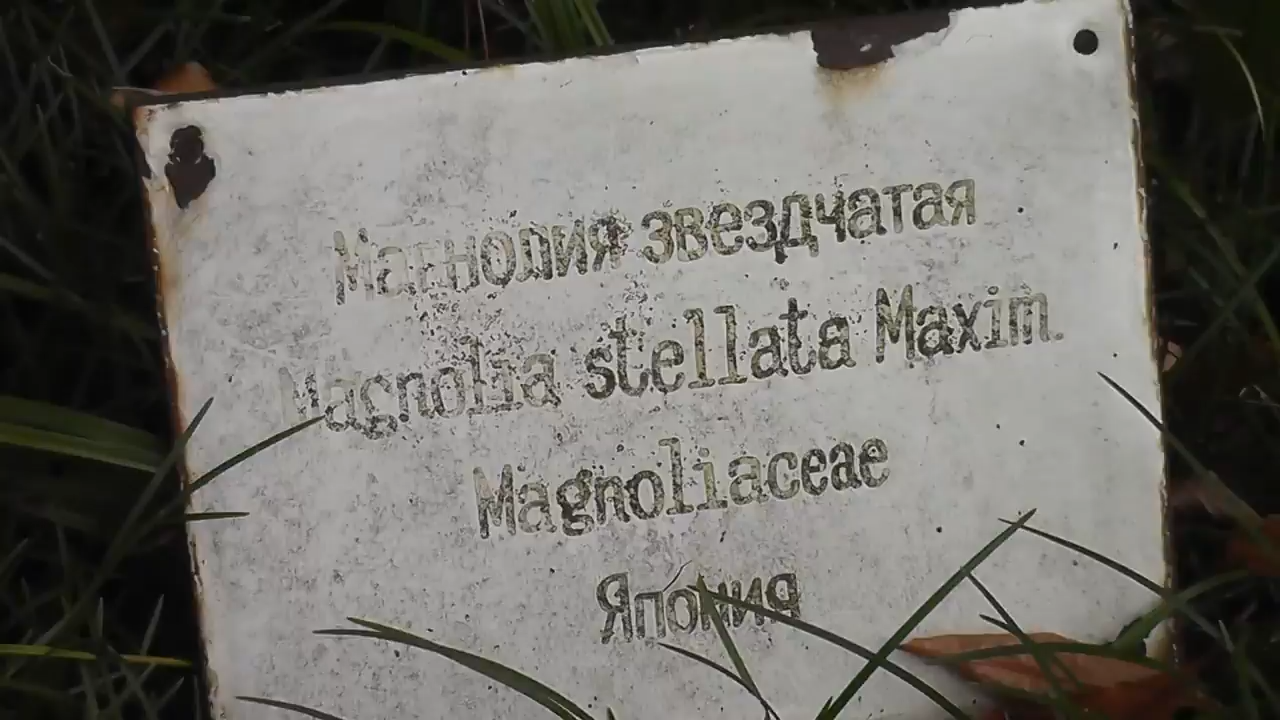 Магнолия звездчатая
Magnolia stellata Maxim.
Magnoliaceae
Япония